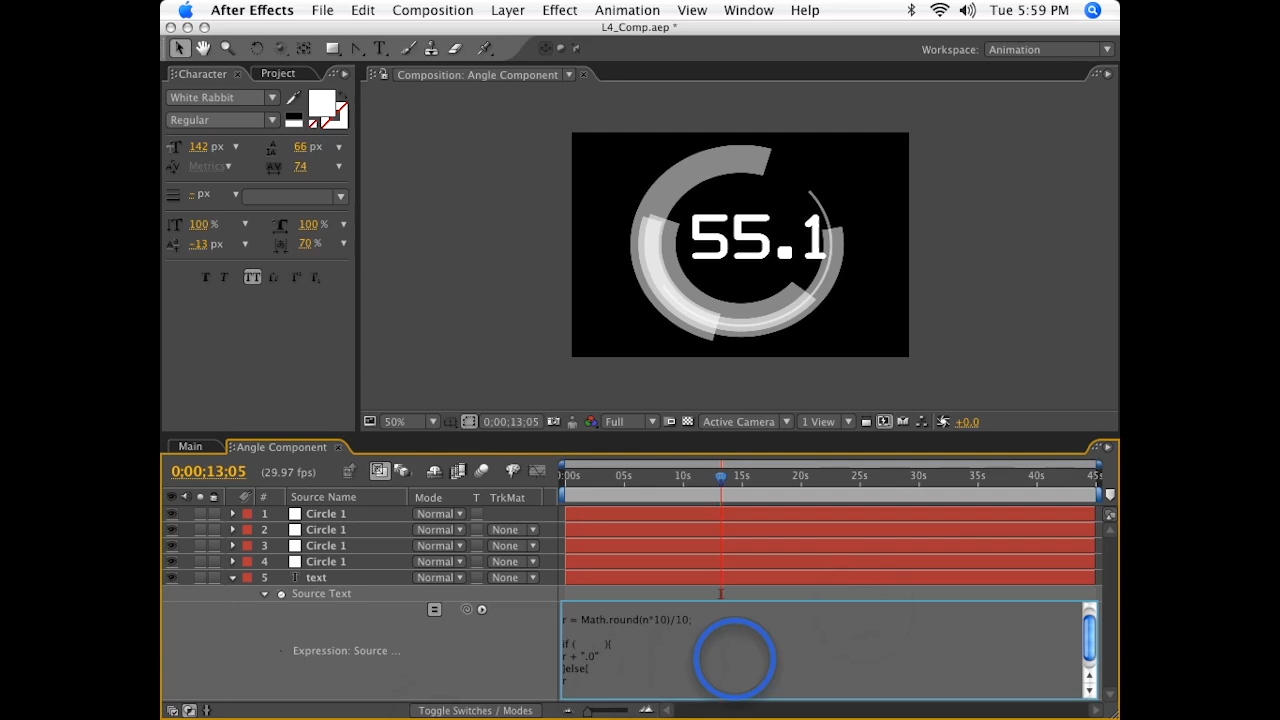 After Effects File Edit Composition Layer Effect Animation View Window Help Tue 5:59 PM
L4_Comp.aep *
Workspace: Animation
Character Project Composition: Angle Component
White Rabbit
Regular
142 px 66 px
Metrics 74
- px
100 % 100 %
-13 px 70 %
TT
55.1
50% 0;00;13;05 Full Active Camera 1 View +0.0
Main Angle Component
0;00;13;05 (29.97 fps)
0:00s 05s 10s 15s 20s 25s 30s 35s 40s 45s
# Source Name Mode T TrkMat
1 Circle 1 Normal
2 Circle 1 Normal None
3 Circle 1 Normal None
4 Circle 1 Normal None
5 text Normal None
Source Text
Expression: Source ...
r = Math.round(n*10)/10;
if ( ){
r + ".0"
}else{
r
Toggle Switches / Modes